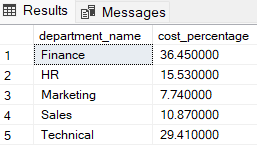 Results Messages
department_name cost_percentage
1 Finance 36.450000
2 HR 15.530000
3 Marketing 7.740000
4 Sales 10.870000
5 Technical 29.410000